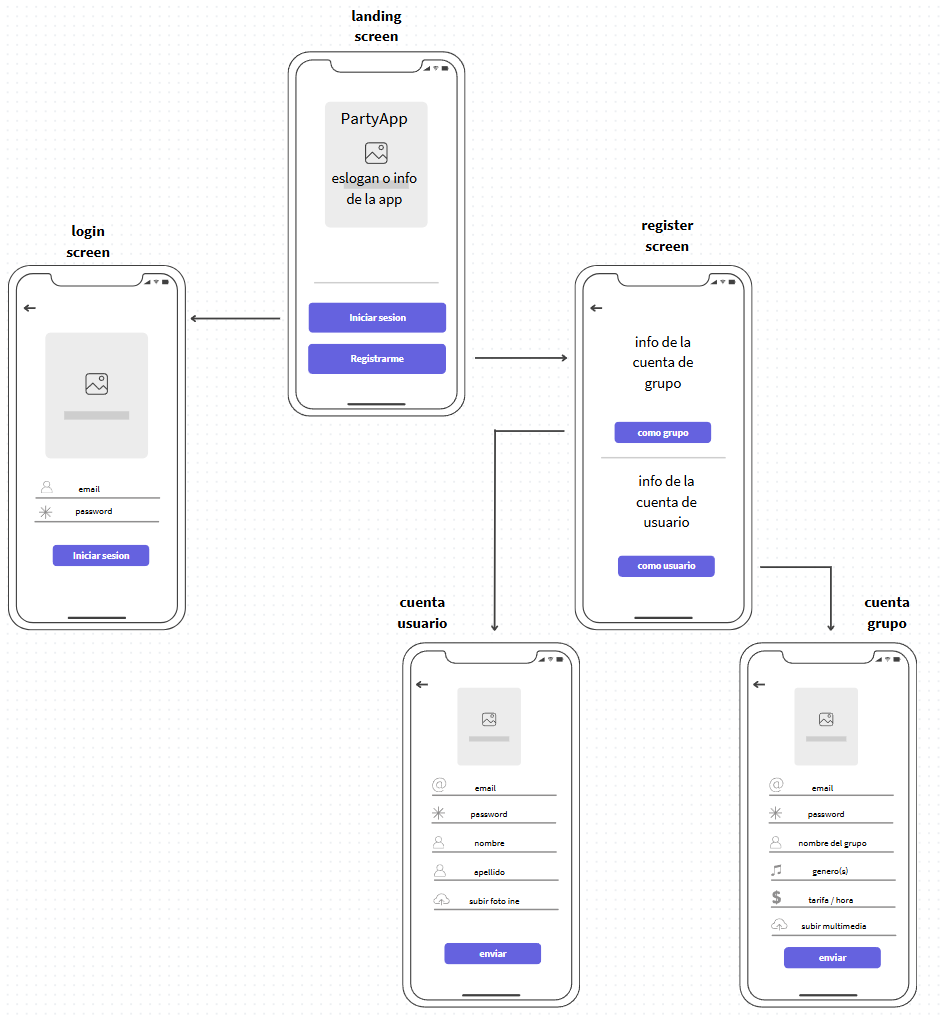 landing
screen
PartyApp
eslogan o info
de la app
Iniciar sesion
Registrarme
login
screen
email
password
Iniciar sesion
register
screen
info de la
cuenta de
grupo
como grupo
info de la
cuenta de
usuario
como usuario
cuenta
usuario
email
password
nombre
apellido
subir foto ine
enviar
cuenta
grupo
email
password
nombre del grupo
genero(s)
tarifa / hora
subir multimedia
enviar